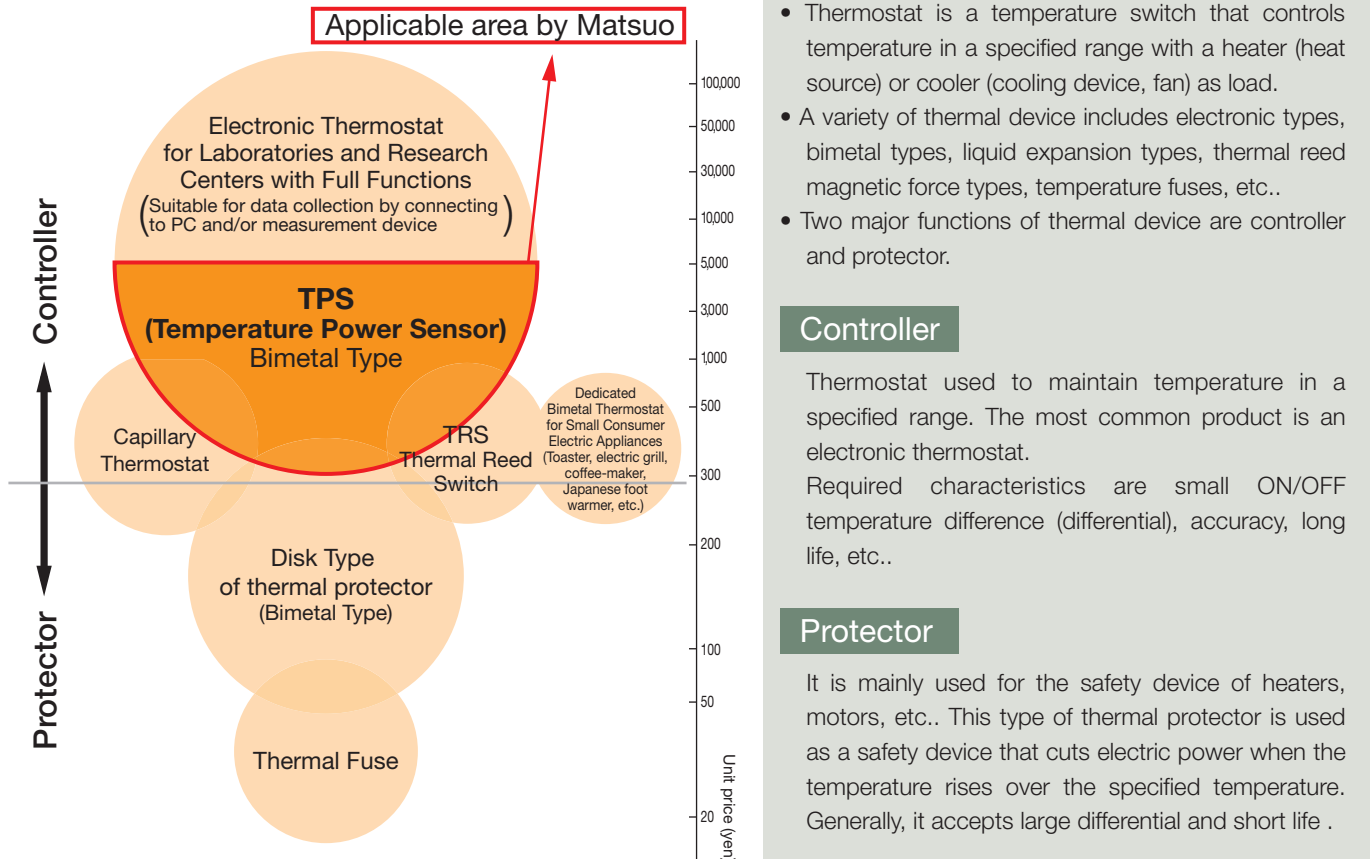 Applicable area by Matsuo
Electronic Thermostat
for Laboratories and Research
Centers with Full Functions
(Suitable for data collection by connecting
to PC and/or measurement device)
TPS
(Temperature Power Sensor)
Bimetal Type
Capillary
Thermostat
TRS
Thermal Reed
Switch
Dedicated
Bimetal Thermostat
for Small Consumer
Electric Appliances
(Toaster, electric grill,
coffee-maker,
Japanese foot
warmer, etc.)
Disk Type
of thermal protector
(Bimetal Type)
Thermal Fuse
Controller
Protector
100,000
50,000
30,000
10,000
5,000
3,000
1,000
500
300
200
100
50
20
Unit price (yen)
• Thermostat is a temperature switch that controls
temperature in a specified range with a heater (heat
source) or cooler (cooling device, fan) as load.
• A variety of thermal device includes electronic types,
bimetal types, liquid expansion types, thermal reed
magnetic force types, temperature fuses, etc..
• Two major functions of thermal device are controller
and protector.
Controller
Thermostat used to maintain temperature in a
specified range. The most common product is an
electronic thermostat.
Required characteristics are small ON/OFF
temperature difference (differential), accuracy, long
life, etc..
Protector
It is mainly used for the safety device of heaters,
motors, etc.. This type of thermal protector is used
as a safety device that cuts electric power when the
temperature rises over the specified temperature.
Generally, it accepts large differential and short life .